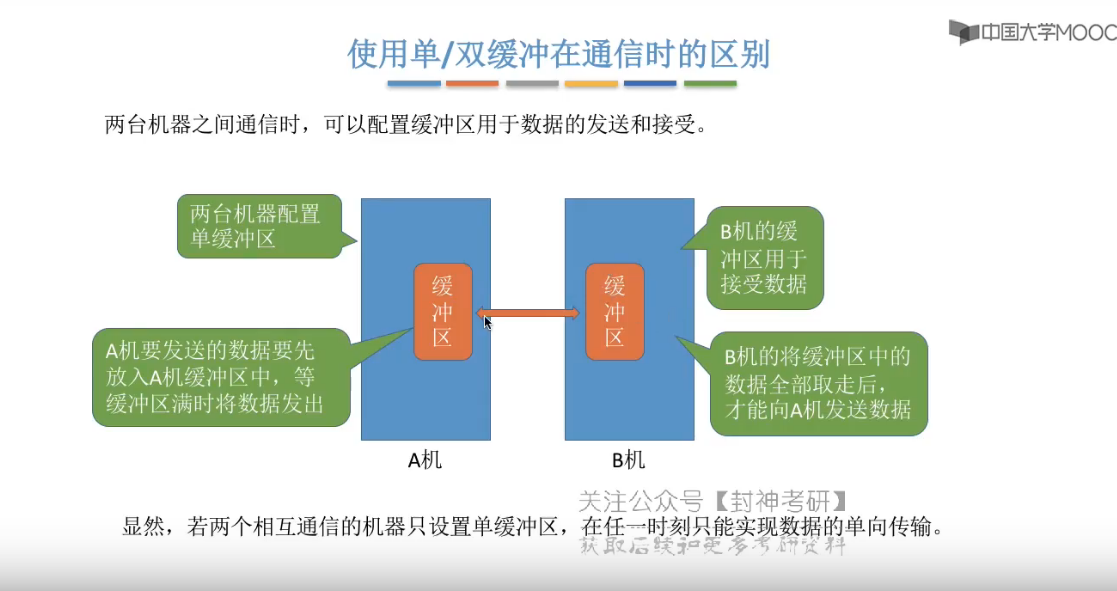 中国大学MOOC
使用单/双缓冲在通信时的区别
两台机器之间通信时，可以配置缓冲区用于数据的发送和接受。
两台机器配置
单缓冲区
B机的缓
冲区用于
接受数据
缓
冲
区
缓
冲
区
A机要发送的数据要先
放入A机缓冲区中，等
缓冲区满时将数据发出
B机的将缓冲区中的
数据全部取走后，
才能向A机发送数据
A机
B机
关注公众号【封神考研】
显然，若两个相互通信的机器只设置单缓冲区，在任一时刻只能实现数据的单向传输。
获取后续和更多考研资料